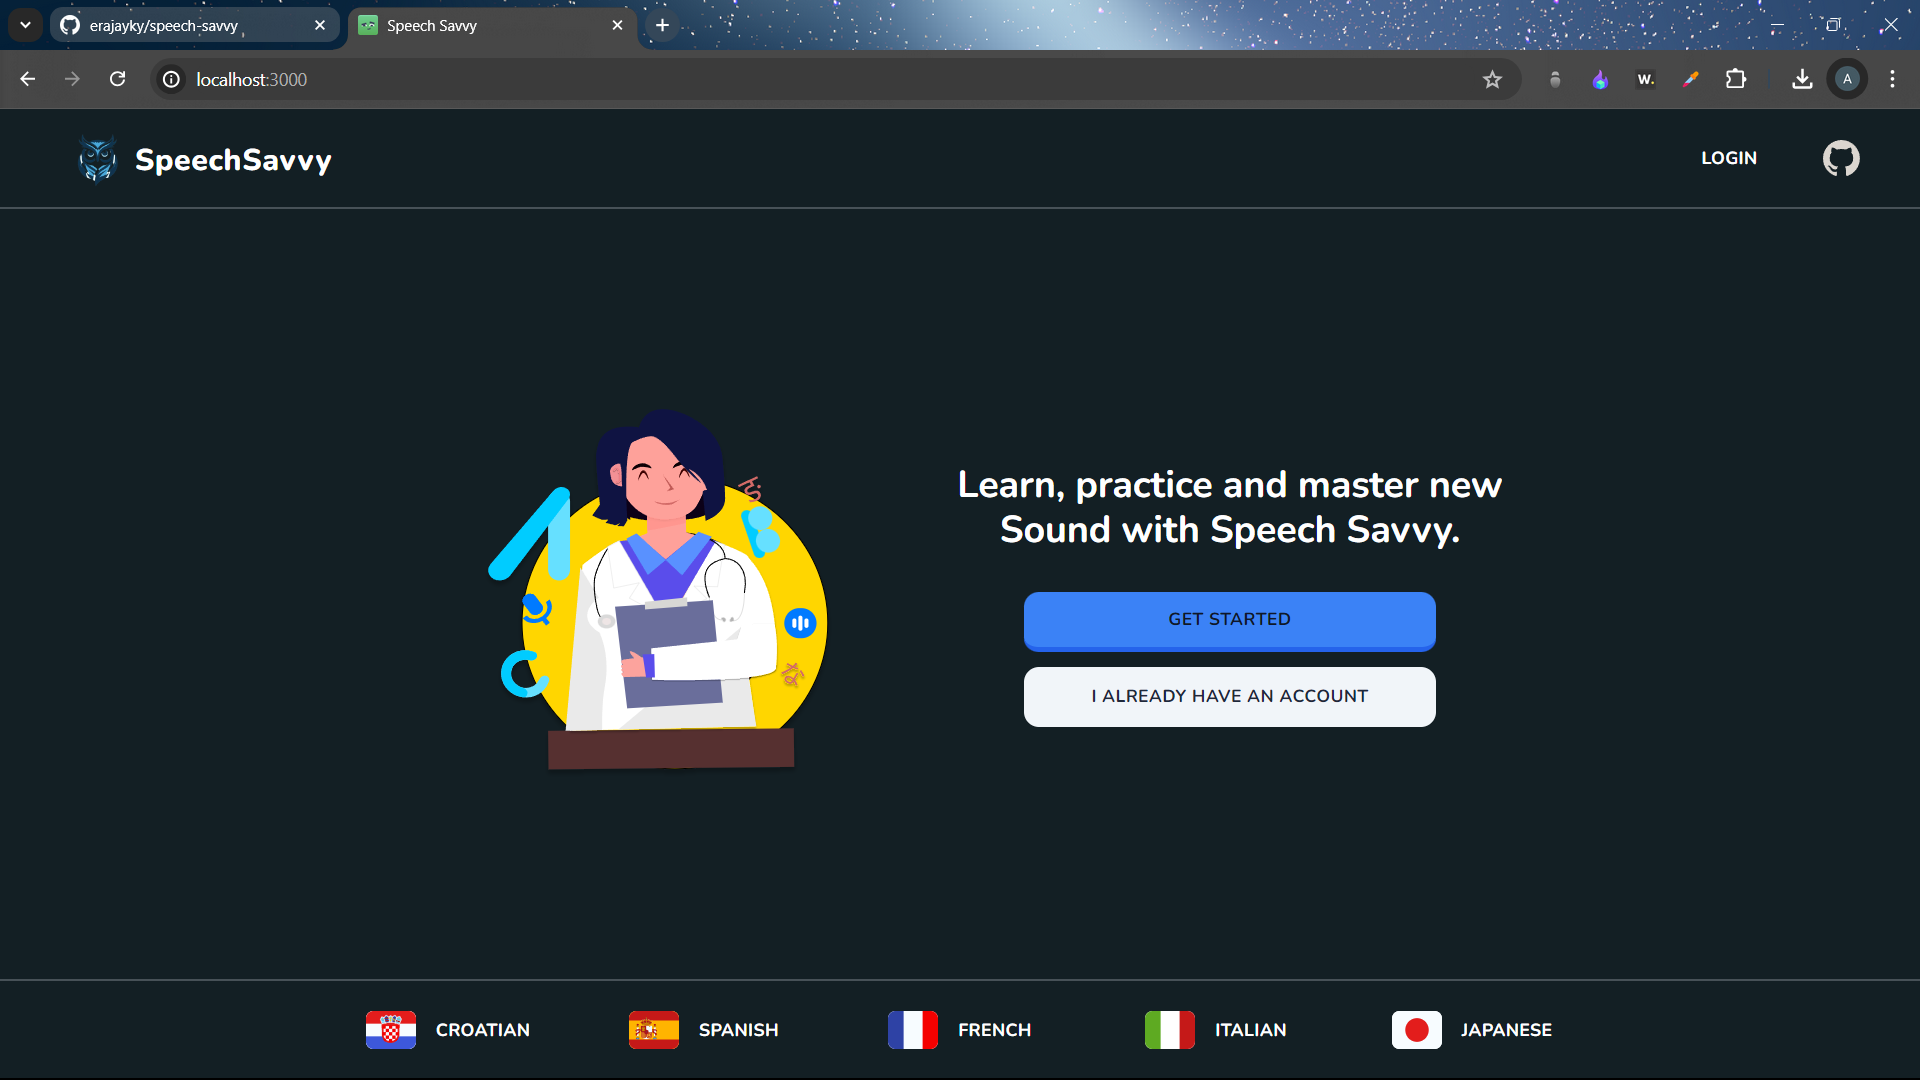 erajayky/speech-savvy
Speech Savvy
localhost:3000
W.
A
SpeechSavvy
LOGIN
Learn, practice and master new
Sound with Speech Savvy.
GET STARTED
I ALREADY HAVE AN ACCOUNT
CROATIAN
SPANISH
FRENCH
ITALIAN
JAPANESE